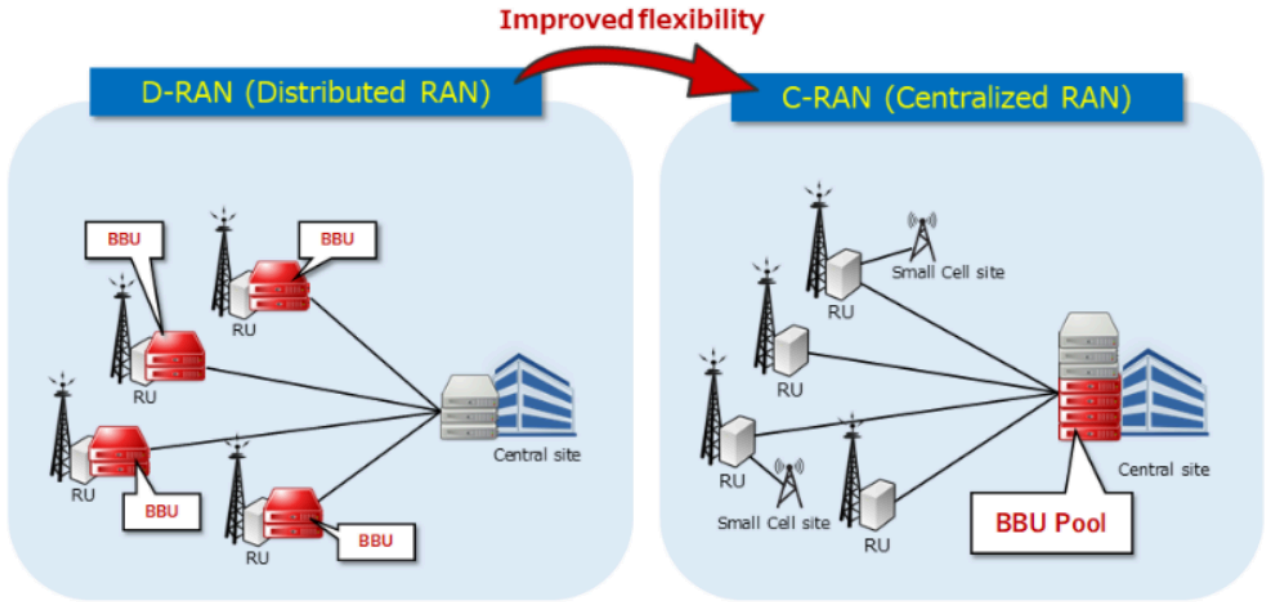 Improved flexibility
D-RAN (Distributed RAN)
BBU
BBU
RU
RU
RU
BBU
RU
BBU
Central site
C-RAN (Centralized RAN)
Small Cell site
RU
RU
RU
Small Cell site
RU
Central site
BBU Pool